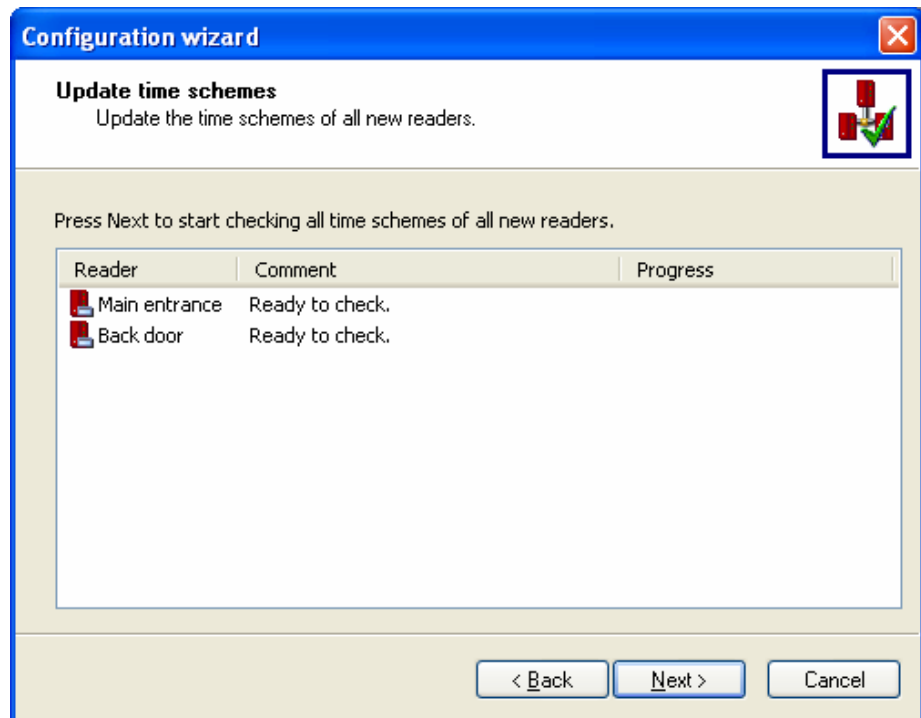 Configuration wizard
Update time schemes
Update the time schemes of all new readers.
Press Next to start checking all time schemes of all new readers.
Reader Comment Progress
Main entrance Ready to check.
Back door Ready to check.
< Back Next > Cancel